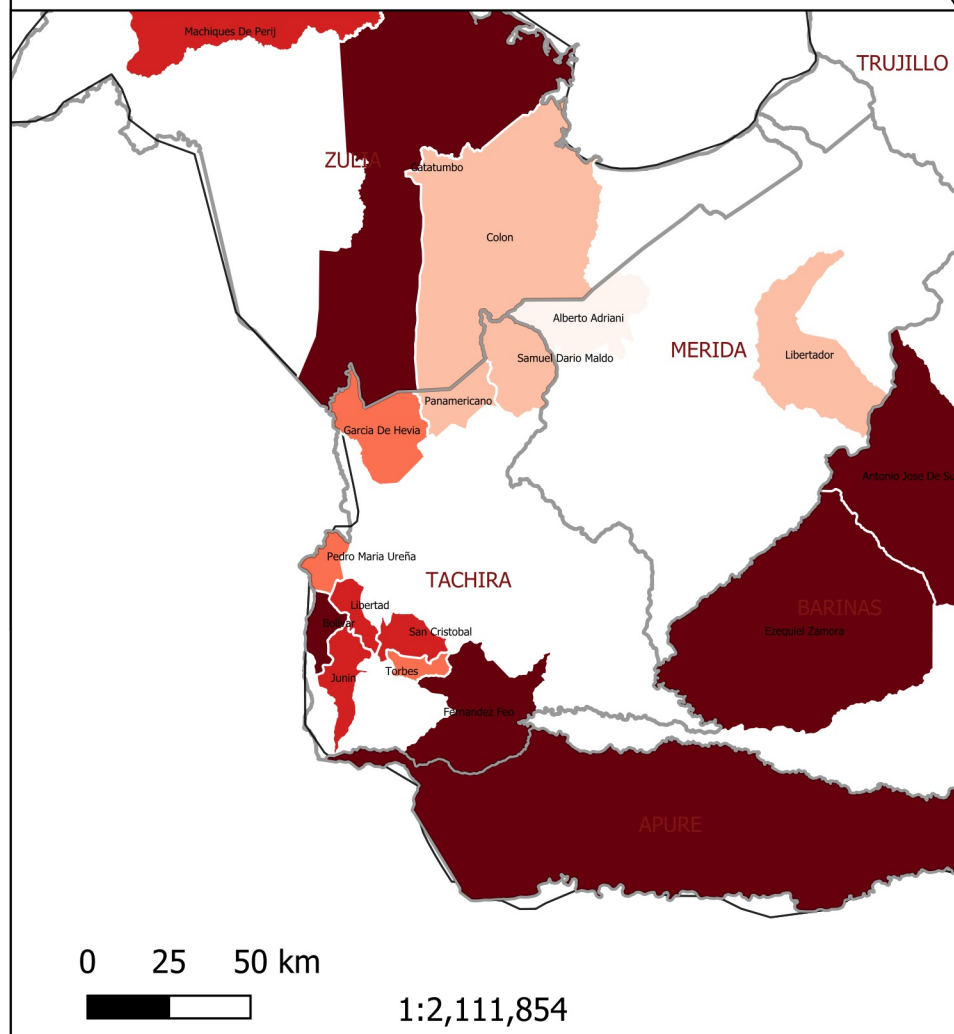 Machiques De Perij
TRUJILLO
ZULIA
Catatumbo
Colon
Alberto Adriani
MERIDA
Samuel Dario Maldo
Libertador
Panamericano
Garcia De Hevia
Antonio Jose De Su
Pedro Maria Ureña
TACHIRA
Libertad
BARINAS
Bolivar
San Cristobal
Ezequiel Zamora
Torbes
Junin
Fernandez Feo
APURE
0 25 50 km
1:2,111,854